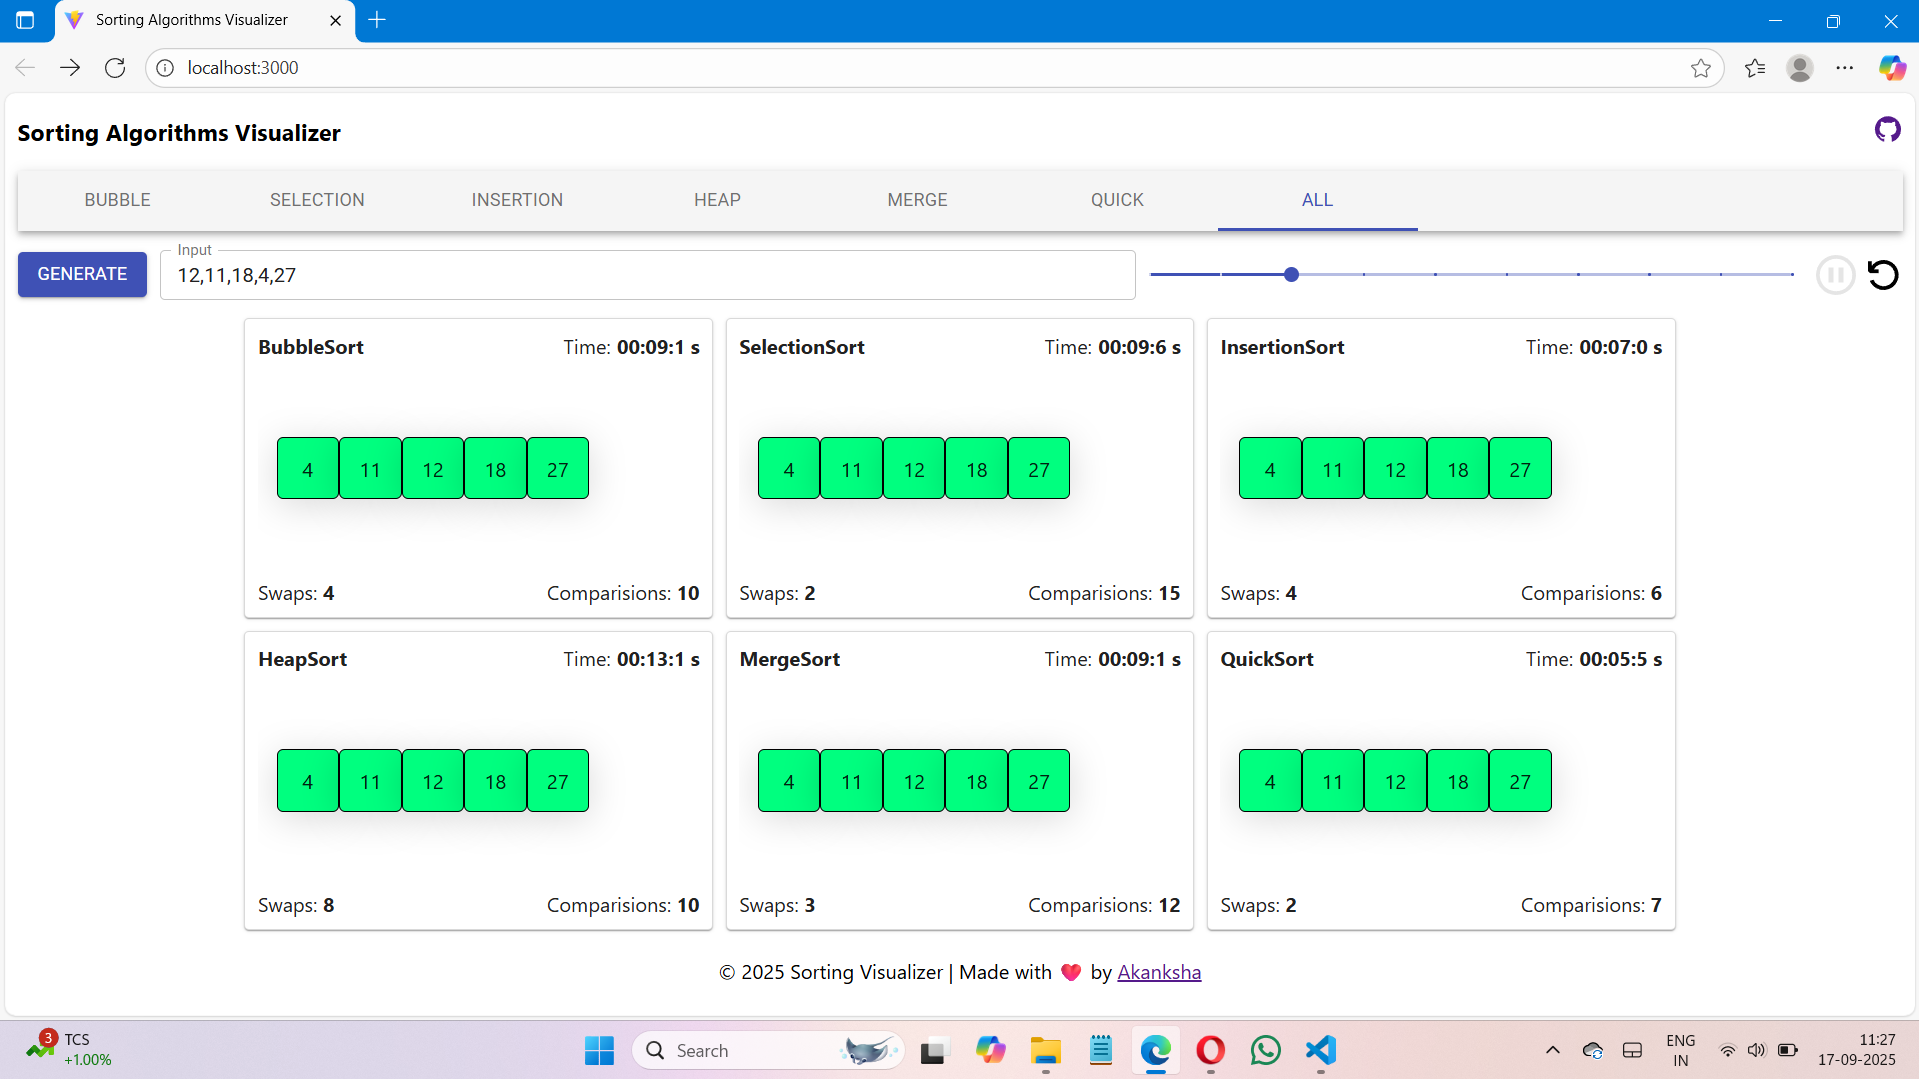 Sorting Algorithms Visualizer
localhost:3000
Sorting Algorithms Visualizer
BUBBLE SELECTION INSERTION HEAP MERGE QUICK ALL
GENERATE
Input
12,11,18,4,27
BubbleSort Time: 00:09:1 s
4 11 12 18 27
Swaps: 4 Comparisions: 10
SelectionSort Time: 00:09:6 s
4 11 12 18 27
Swaps: 2 Comparisions: 15
InsertionSort Time: 00:07:0 s
4 11 12 18 27
Swaps: 4 Comparisions: 6
HeapSort Time: 00:13:1 s
4 11 12 18 27
Swaps: 8 Comparisions: 10
MergeSort Time: 00:09:1 s
4 11 12 18 27
Swaps: 3 Comparisions: 12
QuickSort Time: 00:05:5 s
4 11 12 18 27
Swaps: 2 Comparisions: 7
© 2025 Sorting Visualizer | Made with ❤️ by Akanksha
3
TCS
+1.00%
Search
ENG
IN
11:27
17-09-2025